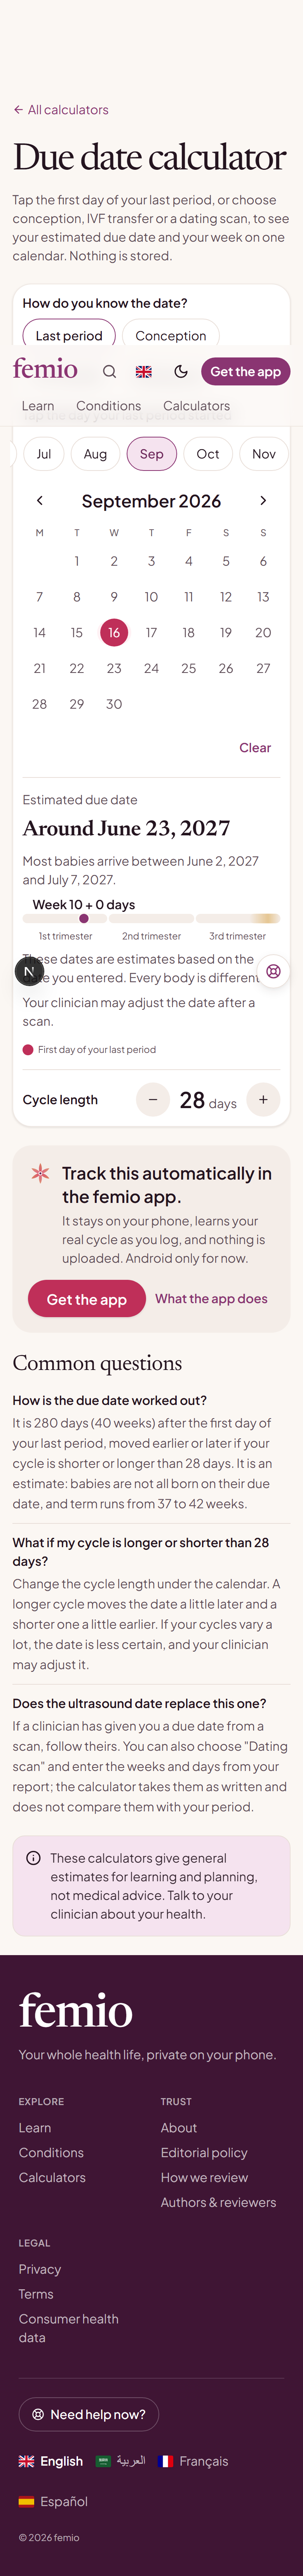 ← All calculators
Due date calculator
Tap the first day of your last period, or choose
conception, IVF transfer or a dating scan, to see
your estimated due date and your week on one
calendar. Nothing is stored.
How do you know the date?
Last period Conception
femio Get the app
Learn Conditions Calculators
Jul Aug Sep Oct Nov
September 2026
M T W T F S S
1 2 3 4 5 6
7 8 9 10 11 12 13
14 15 16 17 18 19 20
21 22 23 24 25 26 27
28 29 30
Clear
Estimated due date
Around June 23, 2027
Most babies arrive between June 2, 2027
and July 7, 2027.
Week 10 + 0 days
1st trimester 2nd trimester 3rd trimester
These dates are estimates based on the
you entered. Every body is different.
N
Your clinician may adjust the date after a
scan.
First day of your last period
Cycle length − 28 days +
Track this automatically in
the femio app.
It stays on your phone, learns your
real cycle as you log, and nothing is
uploaded. Android only for now.
Get the app What the app does
Common questions
How is the due date worked out?
It is 280 days (40 weeks) after the first day of
your last period, moved earlier or later if your
cycle is shorter or longer than 28 days. It is an
estimate: babies are not all born on their due
date, and term runs from 37 to 42 weeks.
What if my cycle is longer or shorter than 28
days?
Change the cycle length under the calendar. A
longer cycle moves the date a little later and a
shorter one a little earlier. If your cycles vary a
lot, the date is less certain, and your clinician
may adjust it.
Does the ultrasound date replace this one?
If a clinician has given you a due date from a
scan, follow theirs. You can also choose "Dating
scan" and enter the weeks and days from your
report; the calculator takes them as written and
does not compare them with your period.
These calculators give general
estimates for learning and planning,
not medical advice. Talk to your
clinician about your health.
femio
Your whole health life, private on your phone.
EXPLORE
Learn
Conditions
Calculators
TRUST
About
Editorial policy
How we review
Authors & reviewers
LEGAL
Privacy
Terms
Consumer health
data
Need help now?
English العربية Français
Español
© 2026 femio